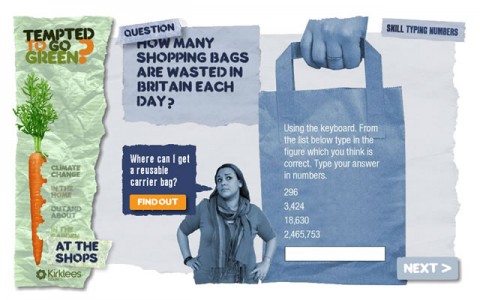 TEMPTED
TO GO
GREEN?
CLIMATE
CHANGE
IN THE
HOME
OUT AND
ABOUT
IN THE
GARDEN
AT THE
SHOPS
Kirklees
COUNCIL
QUESTION
HOW MANY
SHOPPING BAGS
ARE WASTED IN
BRITAIN EACH
DAY?
Where can I get
a reusable
carrier bag?
FIND OUT
SKILL TYPING NUMBERS
Using the keyboard. From
the list below type in the
figure which you think is
correct. Type your answer
in numbers.
296
3,424
18,630
2,465,753
NEXT >